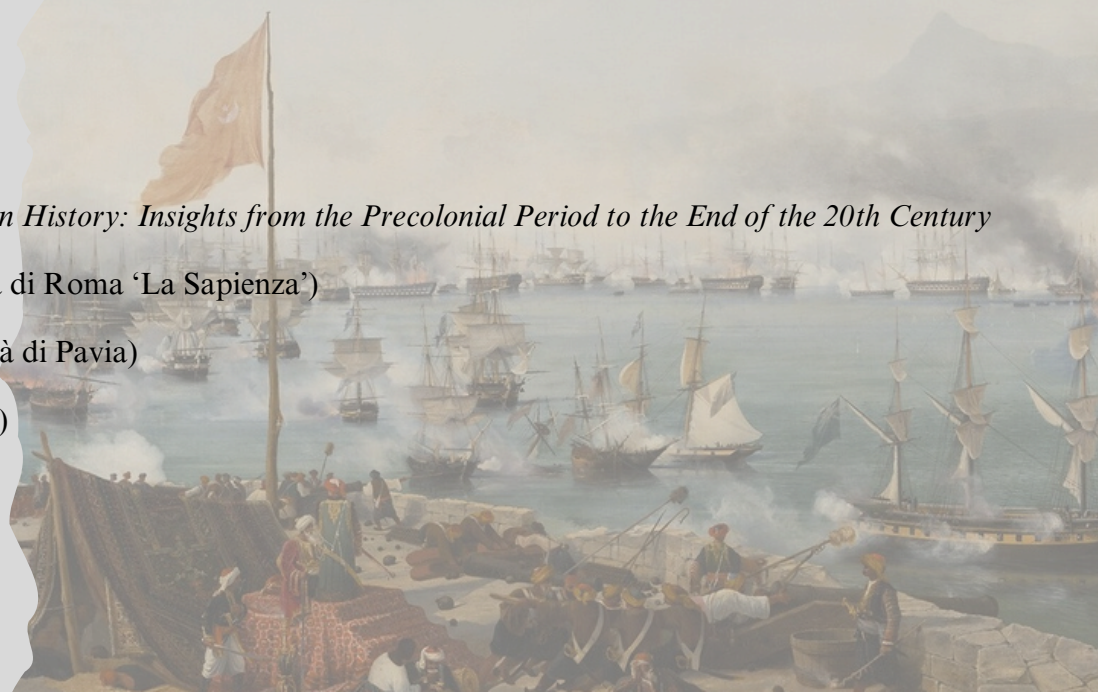 n History: Insights from the Precolonial Period to the End of the 20th Century
di Roma ‘La Sapienza’)
à di Pavia)
)